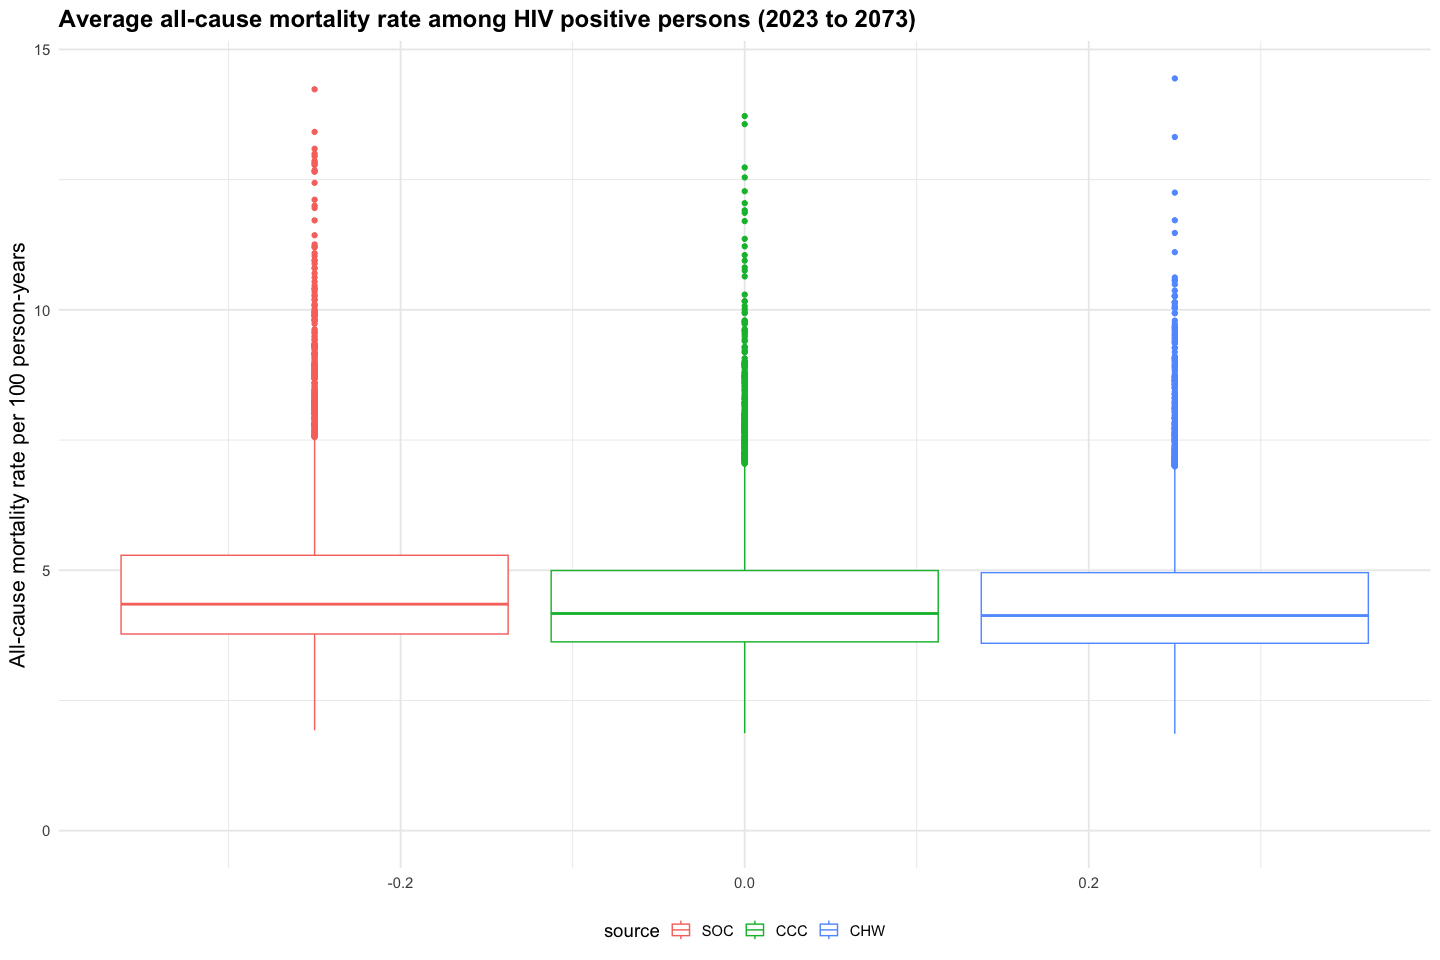 Average all-cause mortality rate among HIV positive persons (2023 to 2073)
All-cause mortality rate per 100 person-years
15
10
5
0
-0.2 0.0 0.2
source SOC CCC CHW